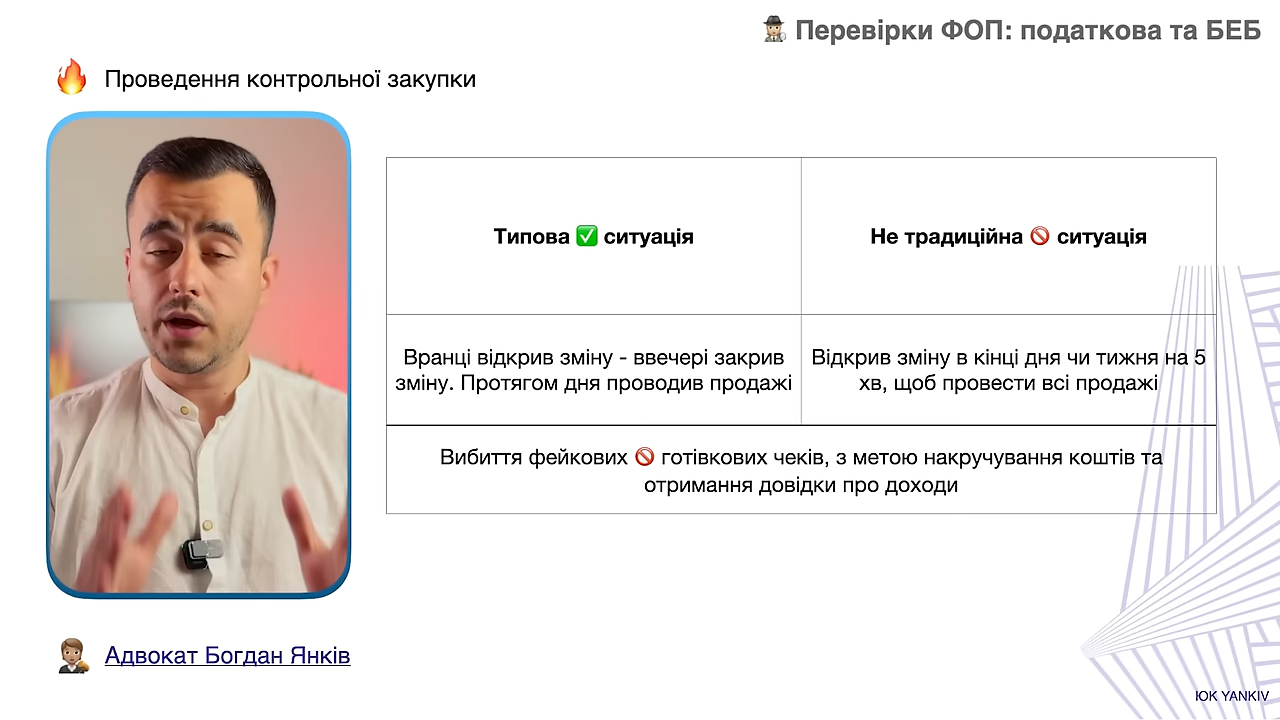 Перевірки ФОП: податкова та БЕБ
Проведення контрольної закупки
Типова ✅ ситуація
Не традиційна 🚫 ситуація
Вранці відкрив зміну - ввечері закрив
зміну. Протягом дня проводив продажі
Відкрив зміну в кінці дня чи тижня на 5
хв, щоб провести всі продажі
Вибиття фейкових 🚫 готівкових чеків, з метою накручування коштів та
отримання довідки про доходи
Адвокат Богдан Янків
ЮК YANKIV